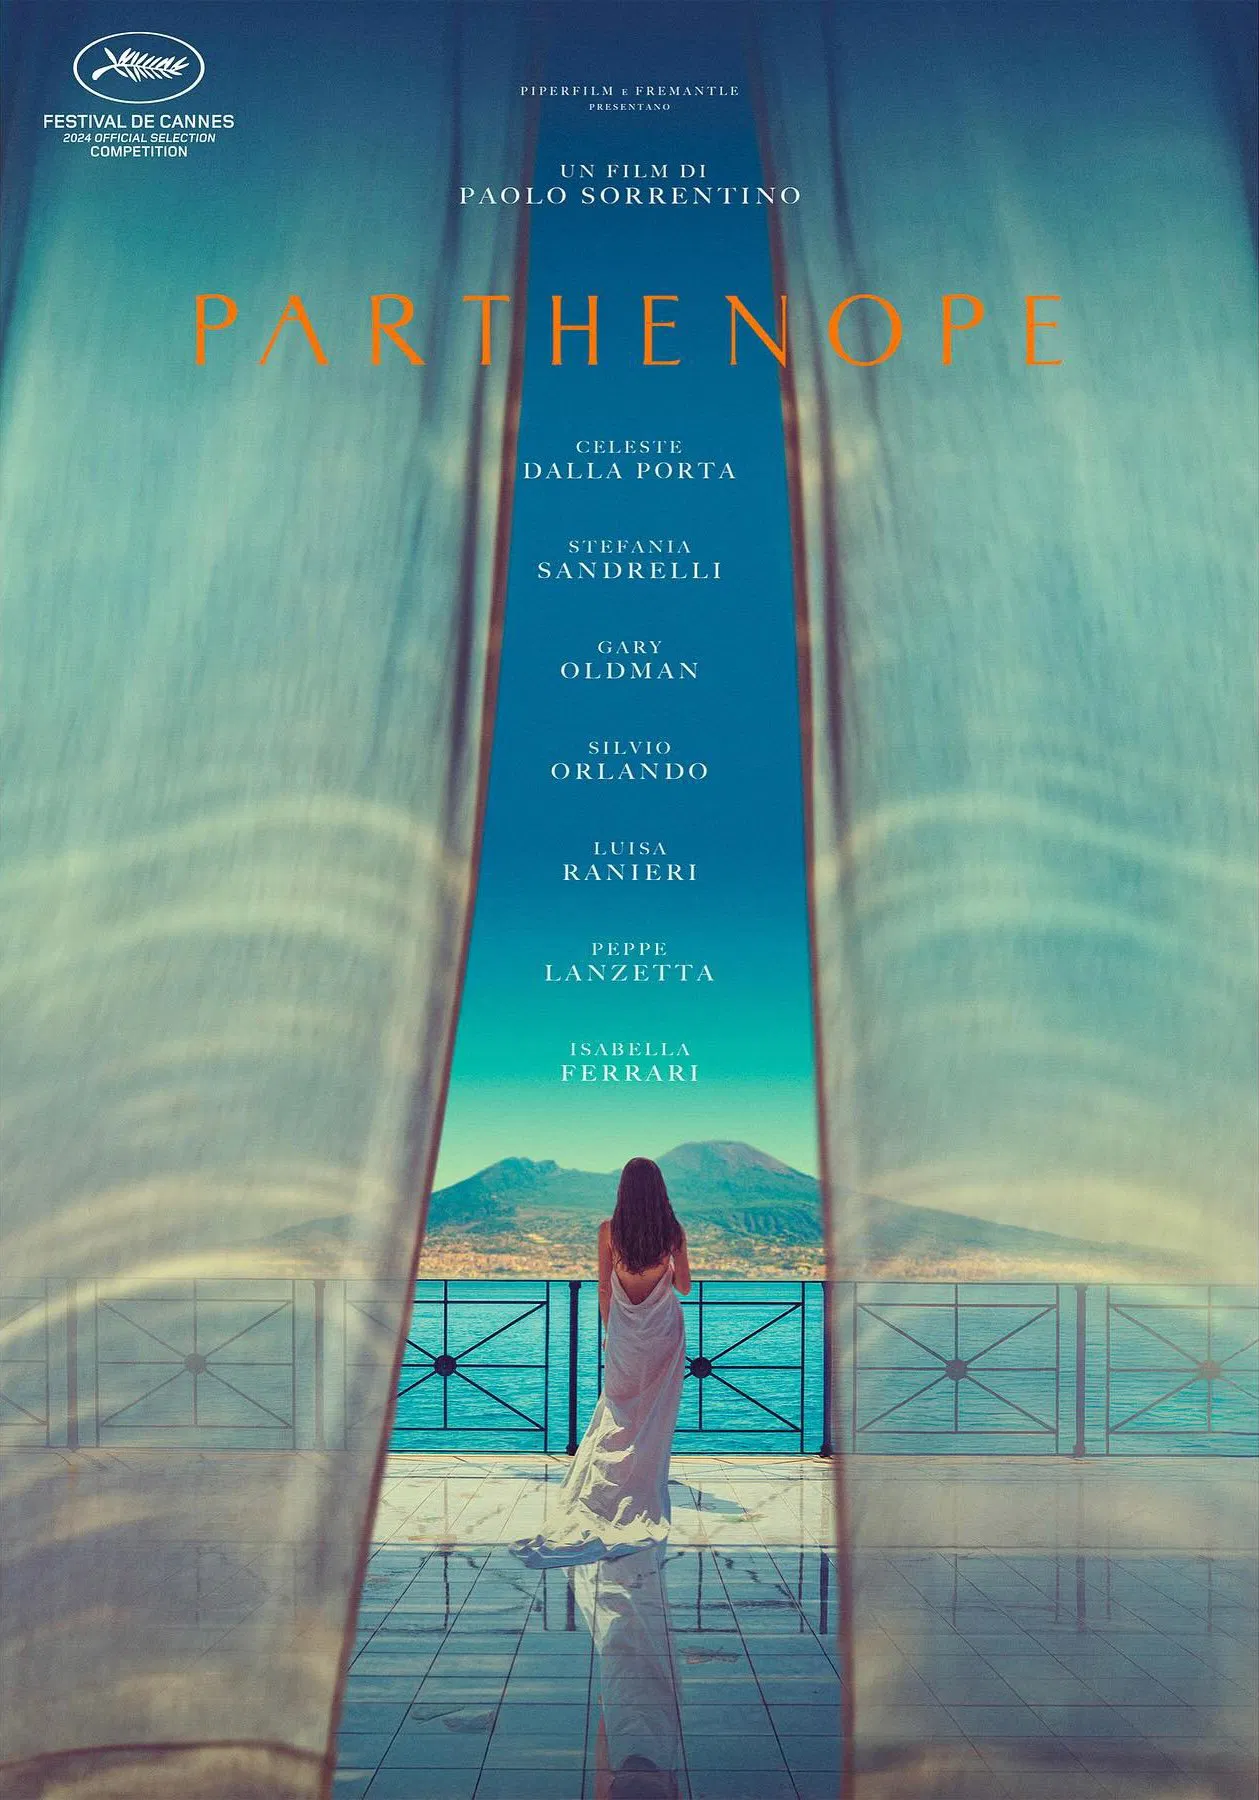 FESTIVAL DE CANNES
2024 OFFICIAL SELECTION
COMPETITION
PIPERFILM E FREMANTLE
PRESENTANO
UN FILM DI
PAOLO SORRENTINO
PARTHENOPE
CELESTE
DALLA PORTA
STEFANIA
SANDRELLI
GARY
OLDMAN
SILVIO
ORLANDO
LUISA
RANIERI
PEPPE
LANZETTA
ISABELLA
FERRARI